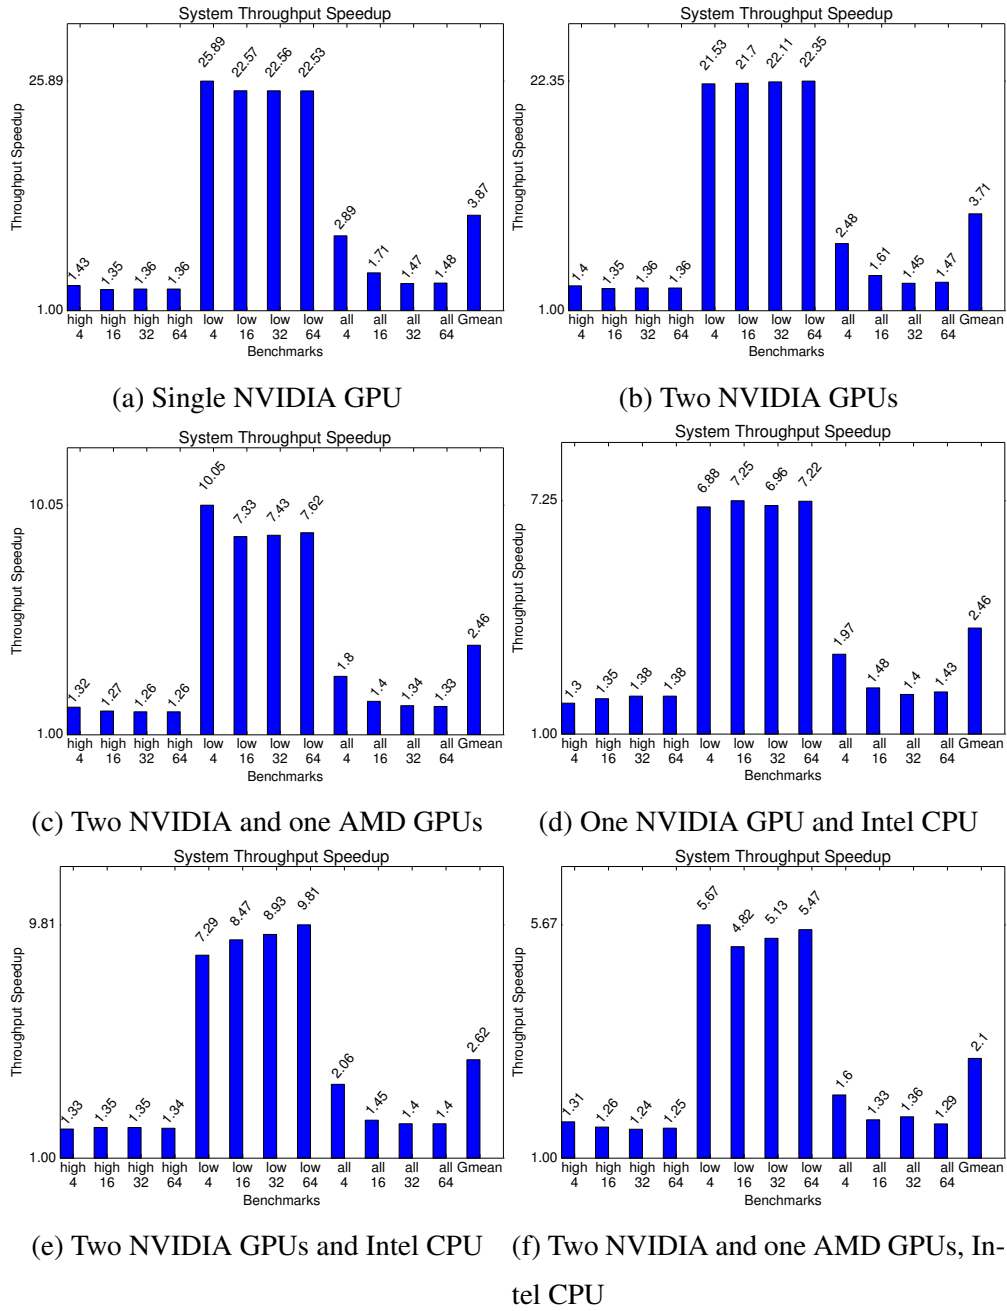 System Throughput Speedup
Throughput Speedup
25.89
1.00
1.43
1.35
1.36
1.36
25.89
22.57
22.56
22.53
2.89
1.71
1.47
1.48
3.87
high high high high low low low low all all all all Gmean
4 16 32 64 4 16 32 64 4 16 32 64
Benchmarks
(a) Single NVIDIA GPU
System Throughput Speedup
Throughput Speedup
22.35
1.00
1.4
1.35
1.36
1.36
21.53
21.7
22.11
22.35
2.48
1.61
1.45
1.47
3.71
high high high high low low low low all all all all Gmean
4 16 32 64 4 16 32 64 4 16 32 64
Benchmarks
(b) Two NVIDIA GPUs
System Throughput Speedup
Throughput Speedup
10.05
1.00
1.32
1.27
1.26
1.26
10.05
7.33
7.43
7.62
1.8
1.4
1.34
1.33
2.46
high high high high low low low low all all all all Gmean
4 16 32 64 4 16 32 64 4 16 32 64
Benchmarks
(c) Two NVIDIA and one AMD GPUs
System Throughput Speedup
Throughput Speedup
7.25
1.00
1.3
1.35
1.38
1.38
6.88
7.25
6.96
7.22
1.97
1.48
1.4
1.43
2.46
high high high high low low low low all all all all Gmean
4 16 32 64 4 16 32 64 4 16 32 64
Benchmarks
(d) One NVIDIA GPU and Intel CPU
System Throughput Speedup
Throughput Speedup
9.81
1.00
1.33
1.35
1.35
1.34
7.29
8.47
8.93
9.81
2.06
1.45
1.4
1.4
2.62
high high high high low low low low all all all all Gmean
4 16 32 64 4 16 32 64 4 16 32 64
Benchmarks
(e) Two NVIDIA GPUs and Intel CPU
System Throughput Speedup
Throughput Speedup
5.67
1.00
1.31
1.26
1.24
1.25
5.67
4.82
5.13
5.47
1.6
1.33
1.36
1.29
2.1
high high high high low low low low all all all all Gmean
4 16 32 64 4 16 32 64 4 16 32 64
Benchmarks
(f) Two NVIDIA and one AMD GPUs, In-
tel CPU